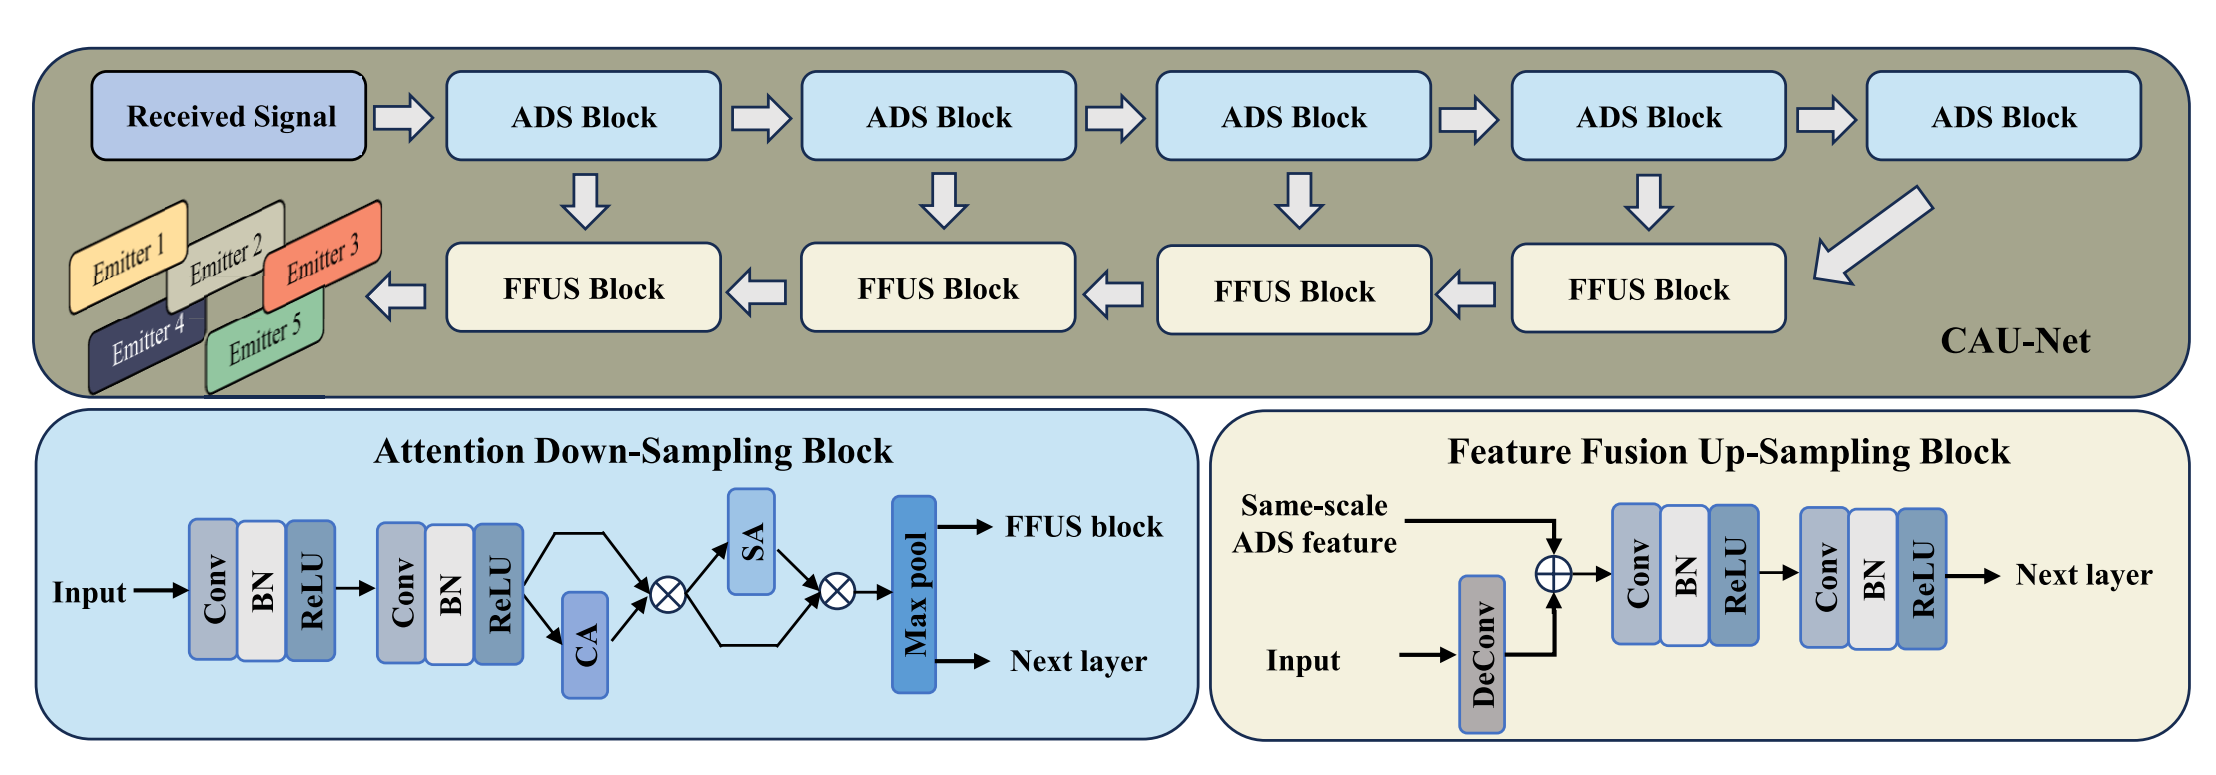 Received Signal
ADS Block
ADS Block
ADS Block
ADS Block
ADS Block
Emitter 1
Emitter 2
Emitter 3
Emitter 4
Emitter 5
FFUS Block
FFUS Block
FFUS Block
FFUS Block
CAU-Net
Attention Down-Sampling Block
Input
Conv
BN
ReLU
Conv
BN
ReLU
CA
SA
Max pool
FFUS block
Next layer
Feature Fusion Up-Sampling Block
Same-scale
ADS feature
Input
DeConv
Conv
BN
ReLU
Conv
BN
ReLU
Next layer